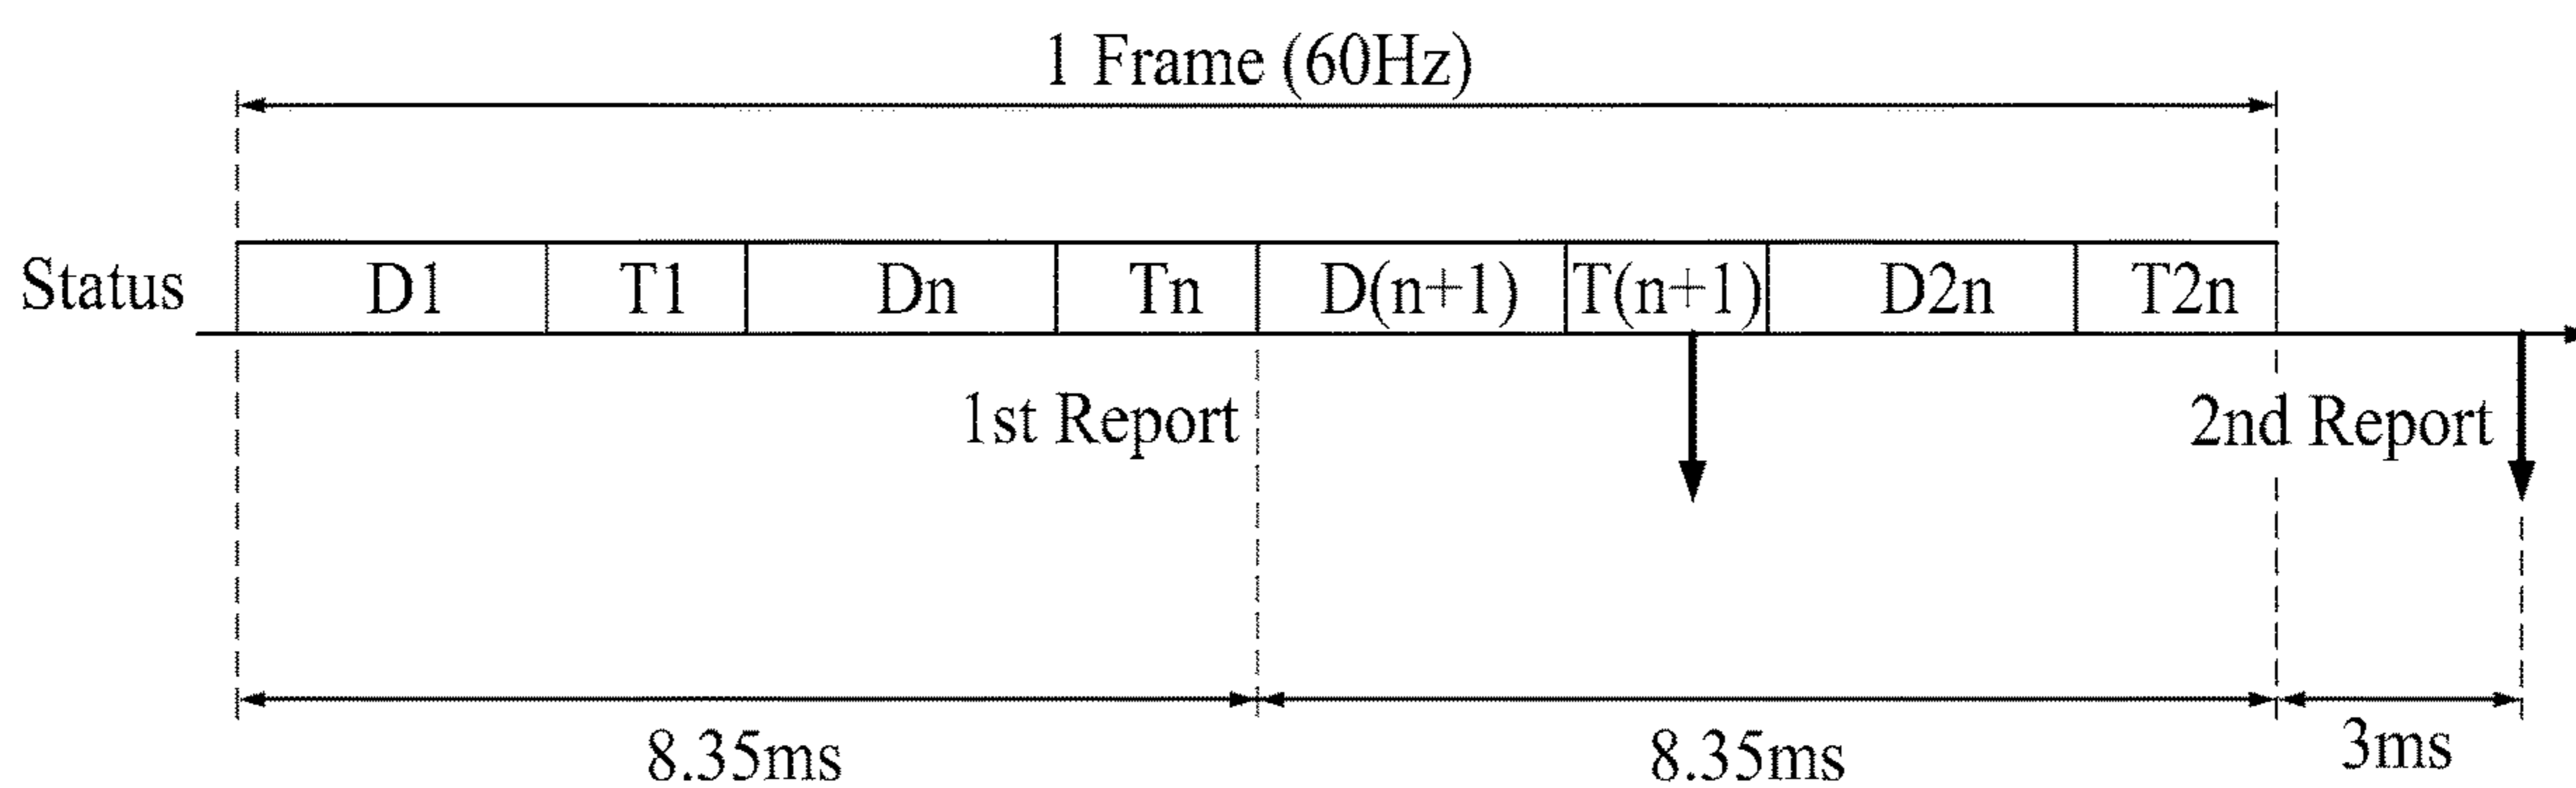 1 Frame (60Hz)
Status D1 T1 Dn Tn D(n+1) T(n+1) D2n T2n
1st Report 2nd Report
8.35ms 8.35ms 3ms